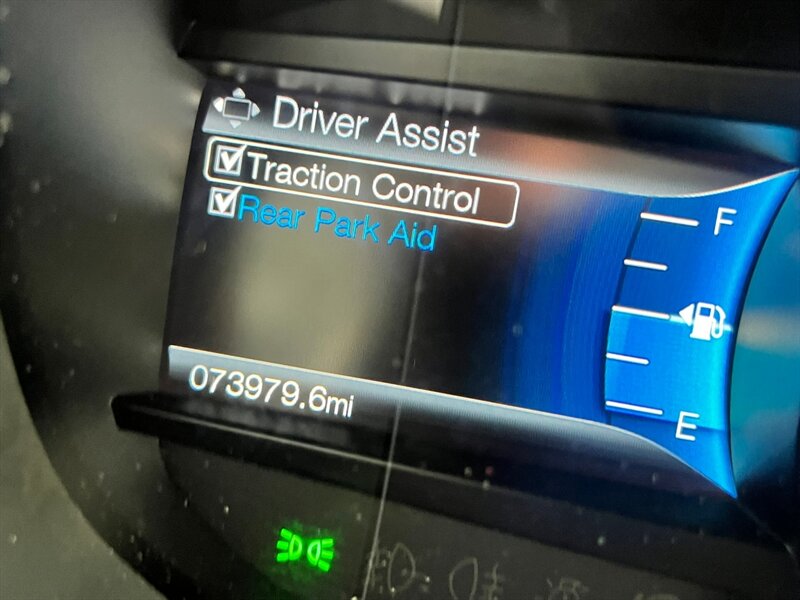 Driver Assist
Traction Control
Rear Park Aid
F
E
073979.6mi